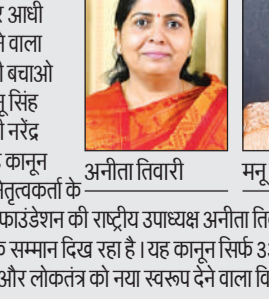 र आधी
ने वाला
ी बचाओ
नू सिंह
ी नरेंद्र
कानून
नेतृत्वकर्ता के
अनीता तिवारी
मनू
फाउंडेशन की राष्ट्रीय उपाध्यक्ष अनीता ति
सम्मान दिख रहा है। यह कानून सिर्फ 3
और लोकतंत्र को नया स्वरूप देने वाला वि